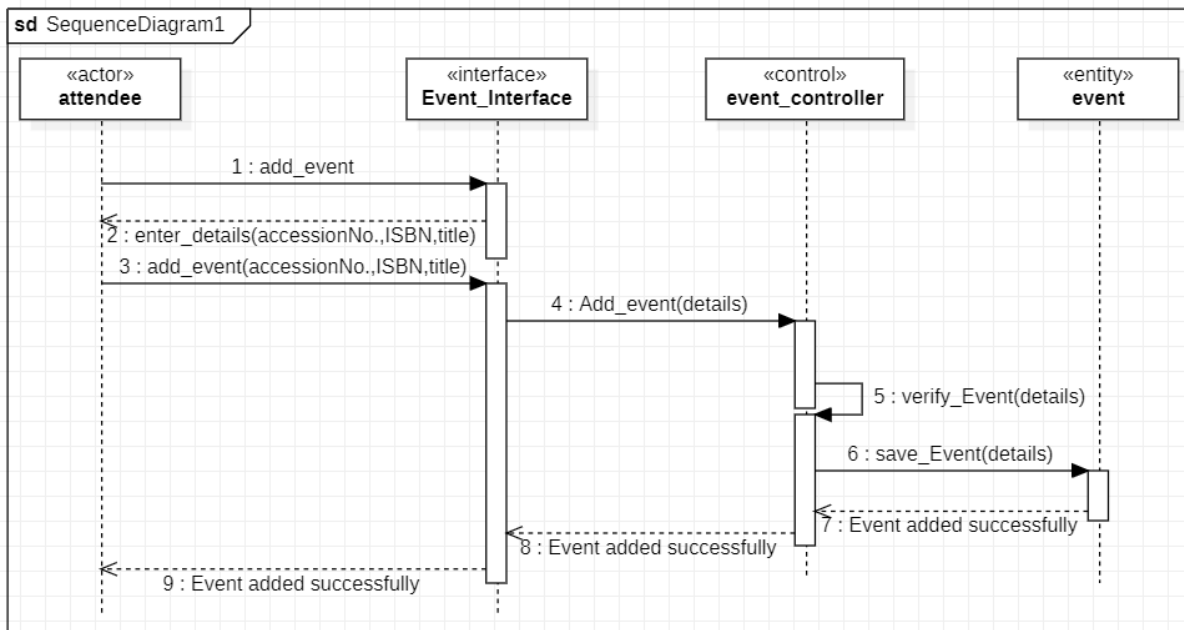 sd SequenceDiagram1
«actor»
attendee
«interface»
Event_Interface
«control»
event_controller
«entity»
event
1 : add_event
2 : enter_details(accessionNo.,ISBN,title)
3 : add_event(accessionNo.,ISBN,title)
4 : Add_event(details)
5 : verify_Event(details)
6 : save_Event(details)
7 : Event added successfully
8 : Event added successfully
9 : Event added successfully